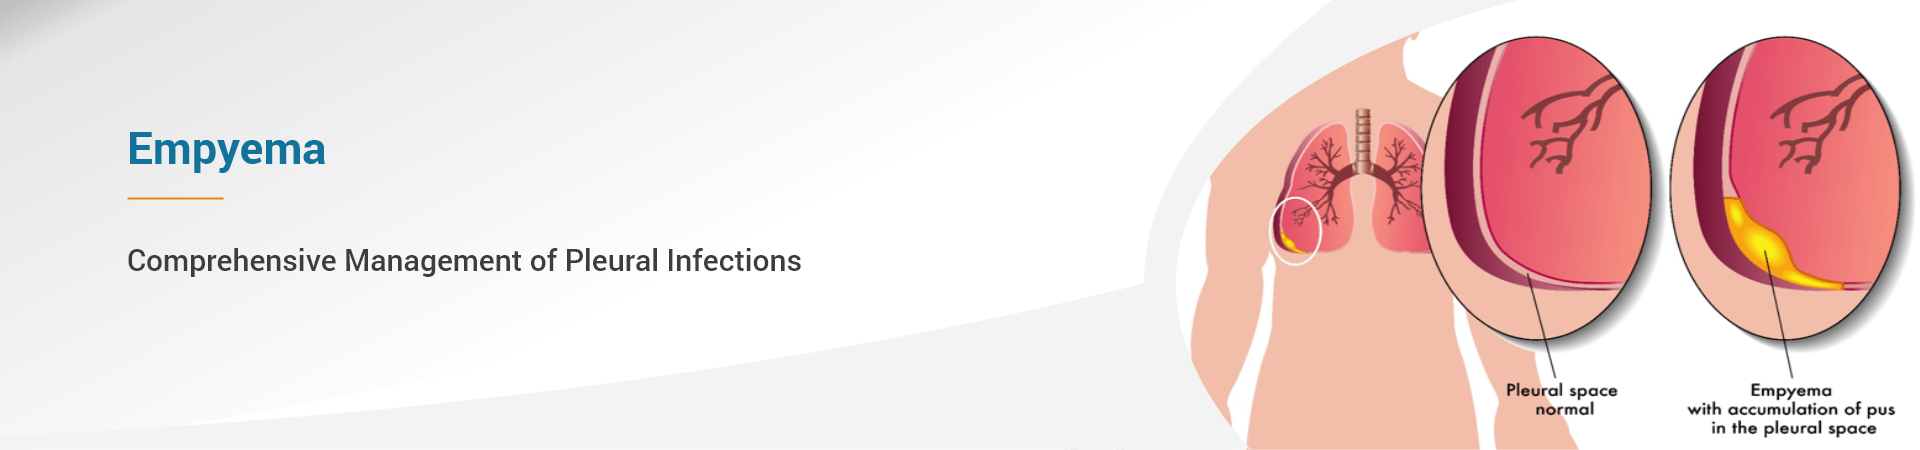 Empyema
Comprehensive Management of Pleural Infections
Pleural space
normal
Empyema
with accumulation of pus
in the pleural space